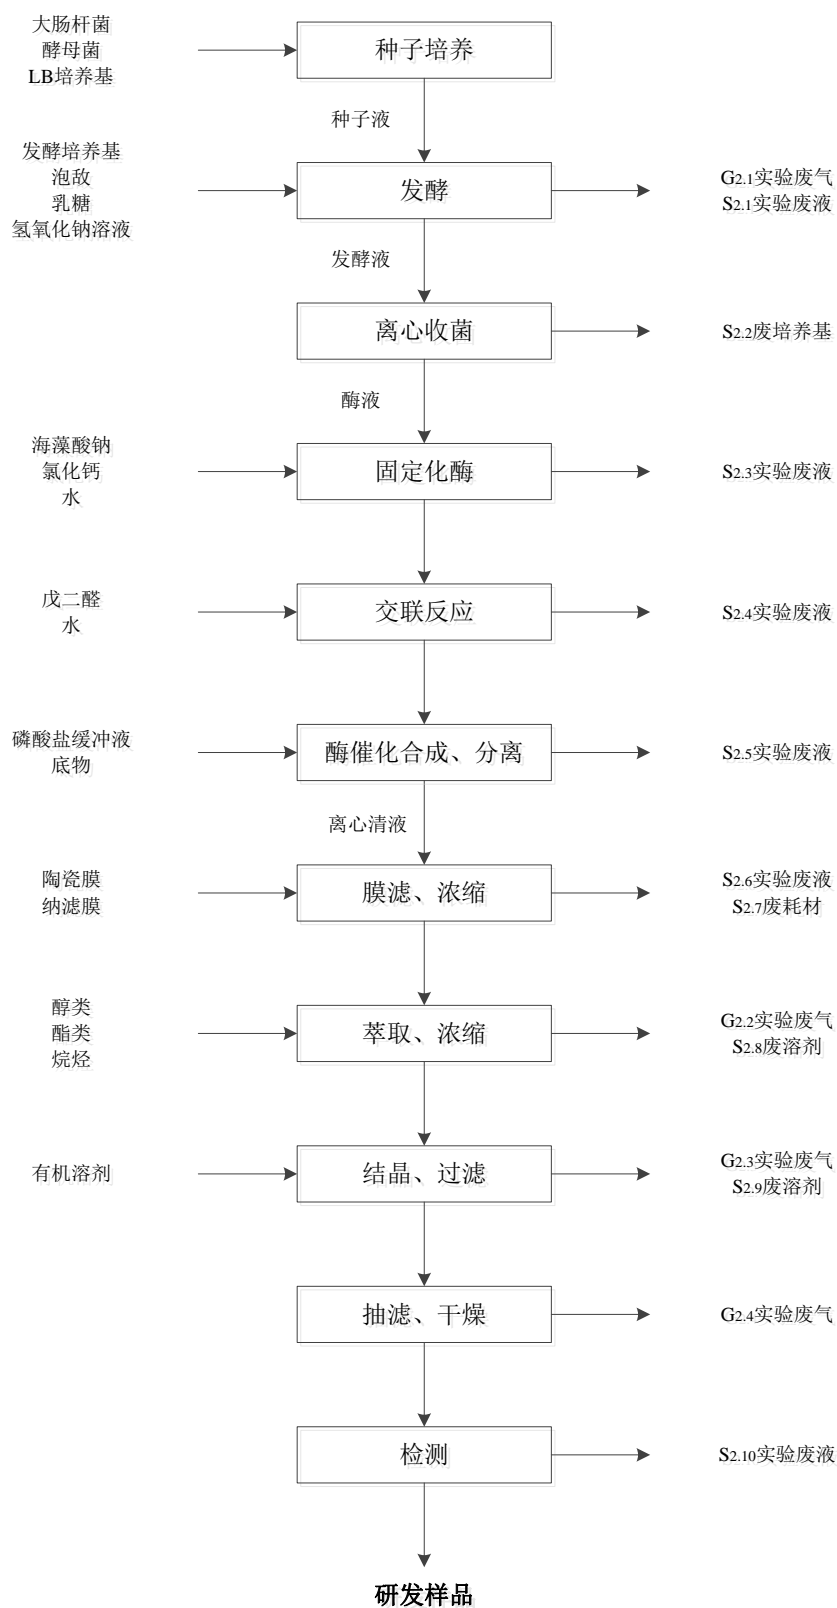 大肠杆菌
酵母菌
LB培养基
种子培养
种子液
发酵培养基
泡敌
乳糖
氢氧化钠溶液
发酵
G2.1实验废气
S2.1实验废液
发酵液
离心收菌
S2.2废培养基
酶液
海藻酸钠
氯化钙
水
固定化酶
S2.3实验废液
戊二醛
水
交联反应
S2.4实验废液
磷酸盐缓冲液
底物
酶催化合成、分离
S2.5实验废液
离心清液
陶瓷膜
纳滤膜
膜滤、浓缩
S2.6实验废液
S2.7废耗材
醇类
酯类
烷烃
萃取、浓缩
G2.2实验废气
S2.8废溶剂
有机溶剂
结晶、过滤
G2.3实验废气
S2.9废溶剂
抽滤、干燥
G2.4实验废气
检测
S2.10实验废液
研发样品